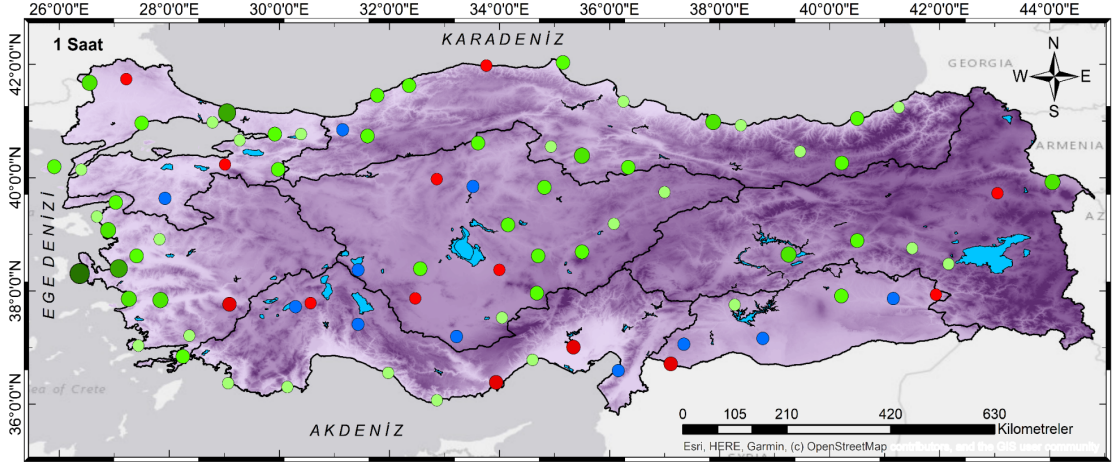 26°0'0"E 28°0'0"E 30°0'0"E 32°0'0"E 34°0'0"E 36°0'0"E 38°0'0"E 40°0'0"E 42°0'0"E 44°0'0"E
1 Saat
KARADENİZ
N
W E
S
GEORGIA
ARMENIA
AZ
42°0'0"N
40°0'0"N
38°0'0"N
36°0'0"N
EGE DENİZİ
Sea of Crete
AKDENİZ
0 105 210 420 630
Kilometreler
SYRIA
Esri, HERE, Garmin, (c) OpenStreetMap contributors, and the GIS user community